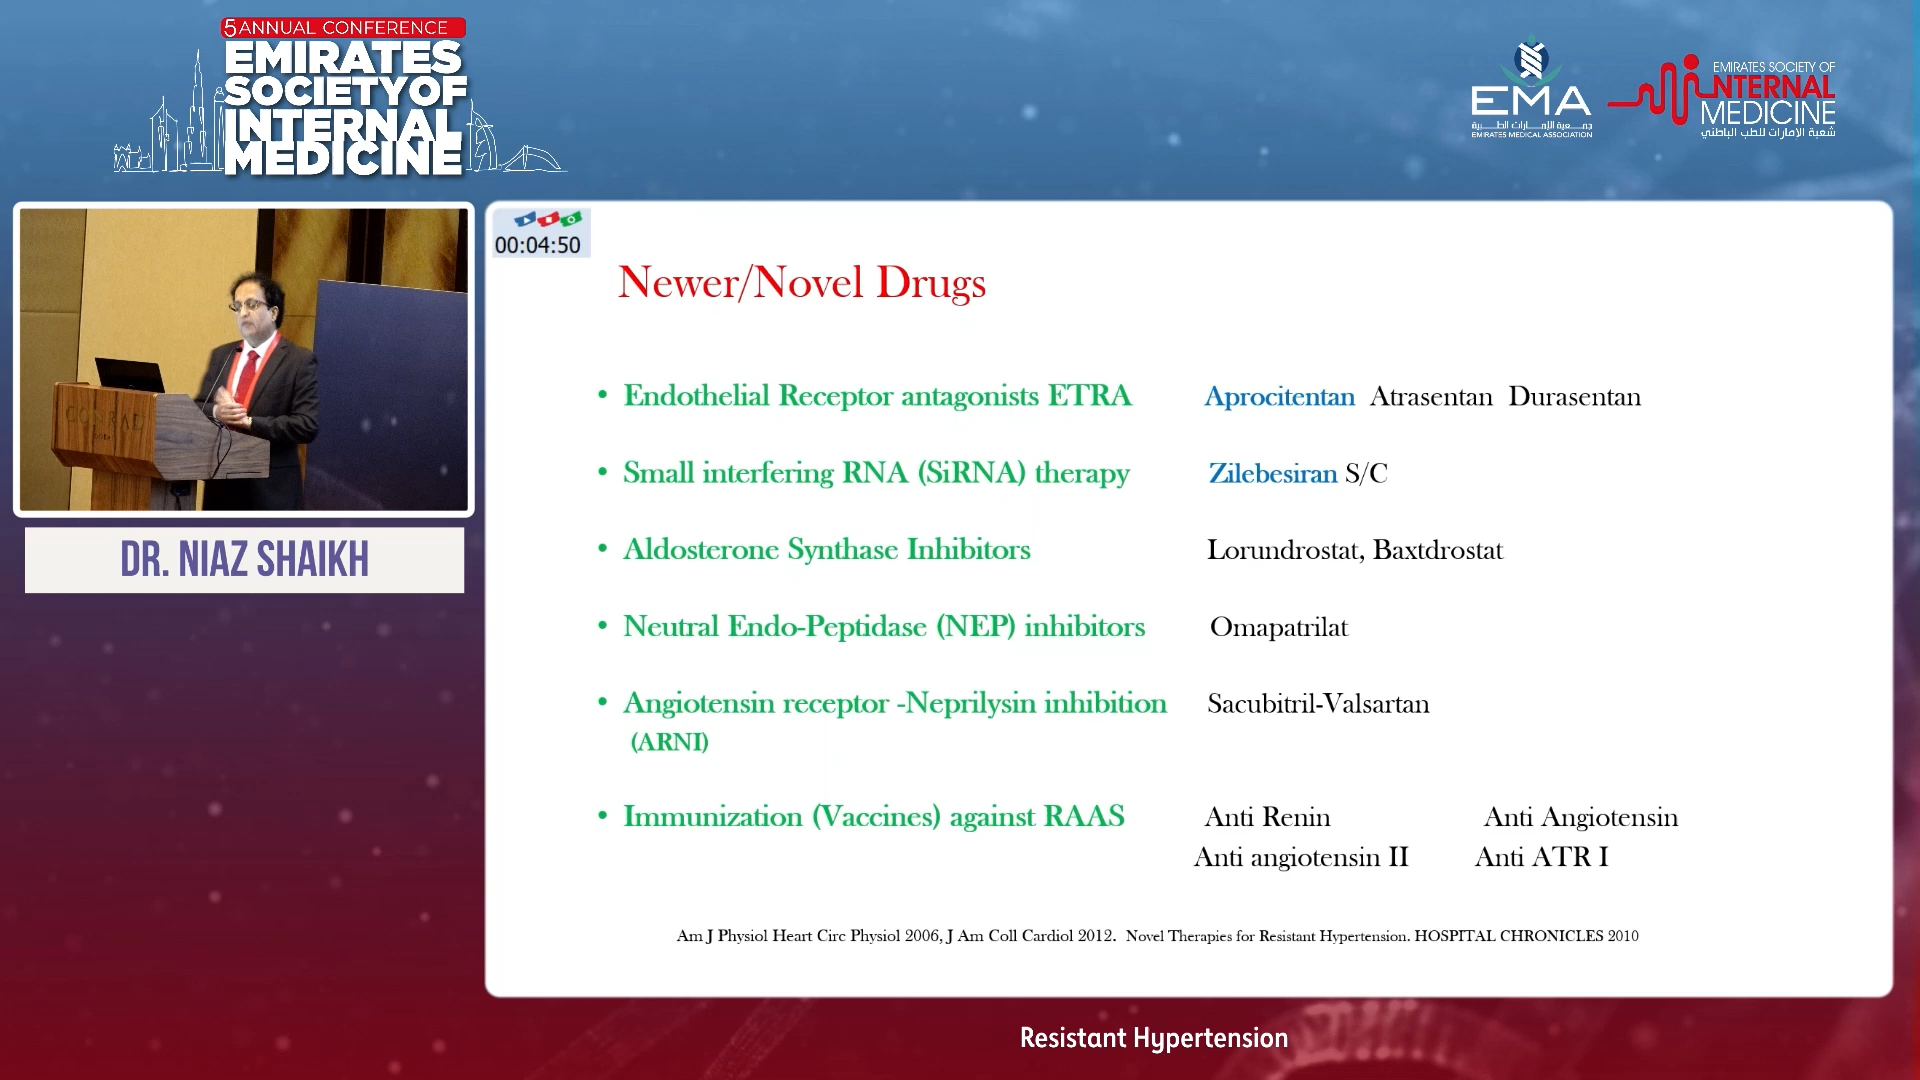 5 ANNUAL CONFERENCE
EMIRATES
SOCIETY OF
INTERNAL
MEDICINE
EMA
جمعية الإمارات الطبية
EMIRATES MEDICAL ASSOCIATION
EMIRATES SOCIETY OF
INTERNAL
MEDICINE
شعبة الامارات للطب الباطني
CONRAD
DR. NIAZ SHAIKH
00:04:50
Newer/Novel Drugs
• Endothelial Receptor antagonists ETRA Aprocitentan Atrasentan Durasentan
• Small interfering RNA (SiRNA) therapy Zilebesiran S/C
• Aldosterone Synthase Inhibitors Lorundrostat, Baxtdrostat
• Neutral Endo-Peptidase (NEP) inhibitors Omapatrilat
• Angiotensin receptor -Neprilysin inhibition Sacubitril-Valsartan
(ARNI)
• Immunization (Vaccines) against RAAS Anti Renin Anti Angiotensin
Anti angiotensin II Anti ATR I
Am J Physiol Heart Circ Physiol 2006, J Am Coll Cardiol 2012. Novel Therapies for Resistant Hypertension. HOSPITAL CHRONICLES 2010
Resistant Hypertension